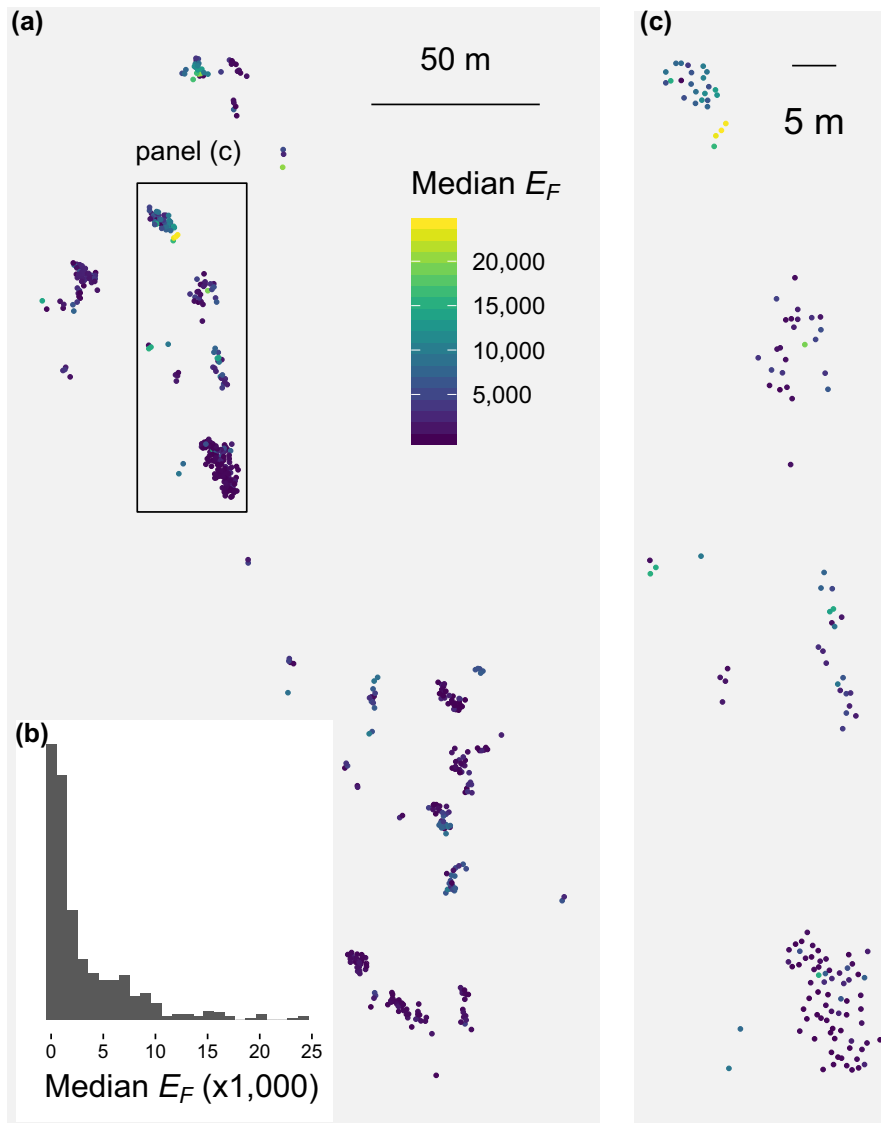 (a)
50 m
panel (c)
Median E_F
20,000
15,000
10,000
5,000
(b)
0 5 10 15 20 25
Median E_F (x1,000)
(c)
5 m